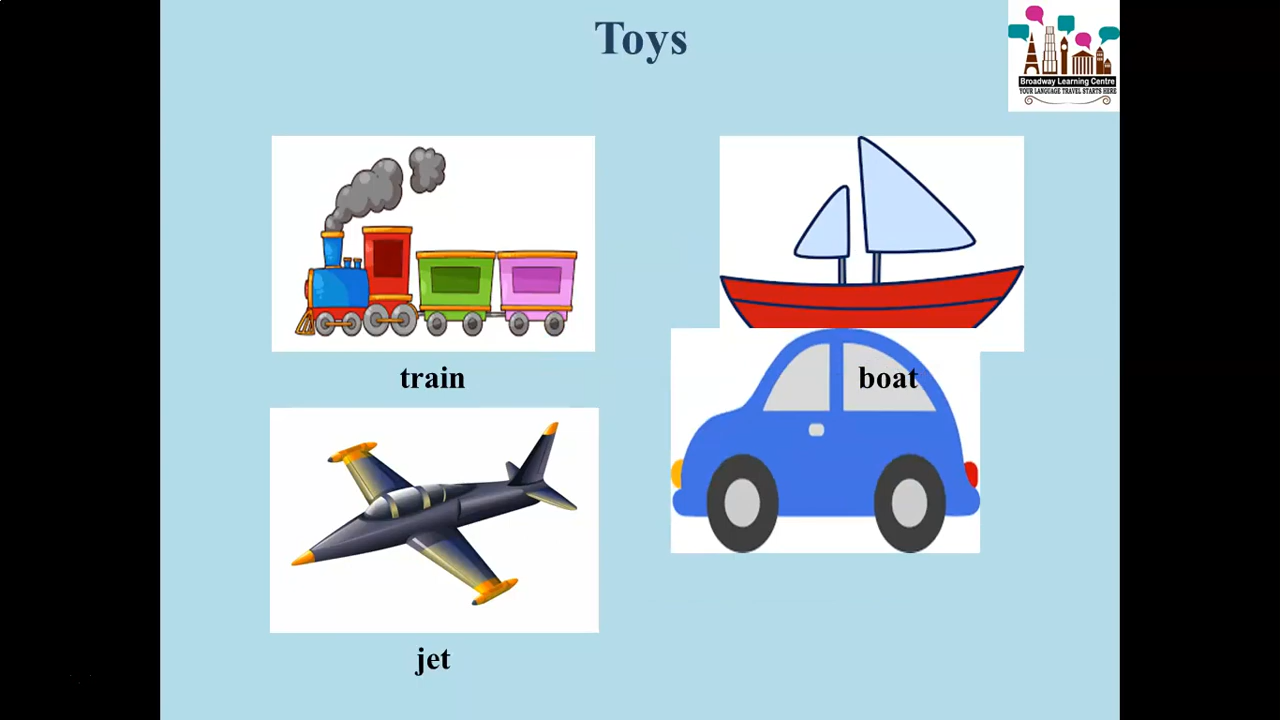 Toys
Broadway Learning Centre
YOUR LANGUAGE TRAVEL STARTS HERE
train
boat
jet